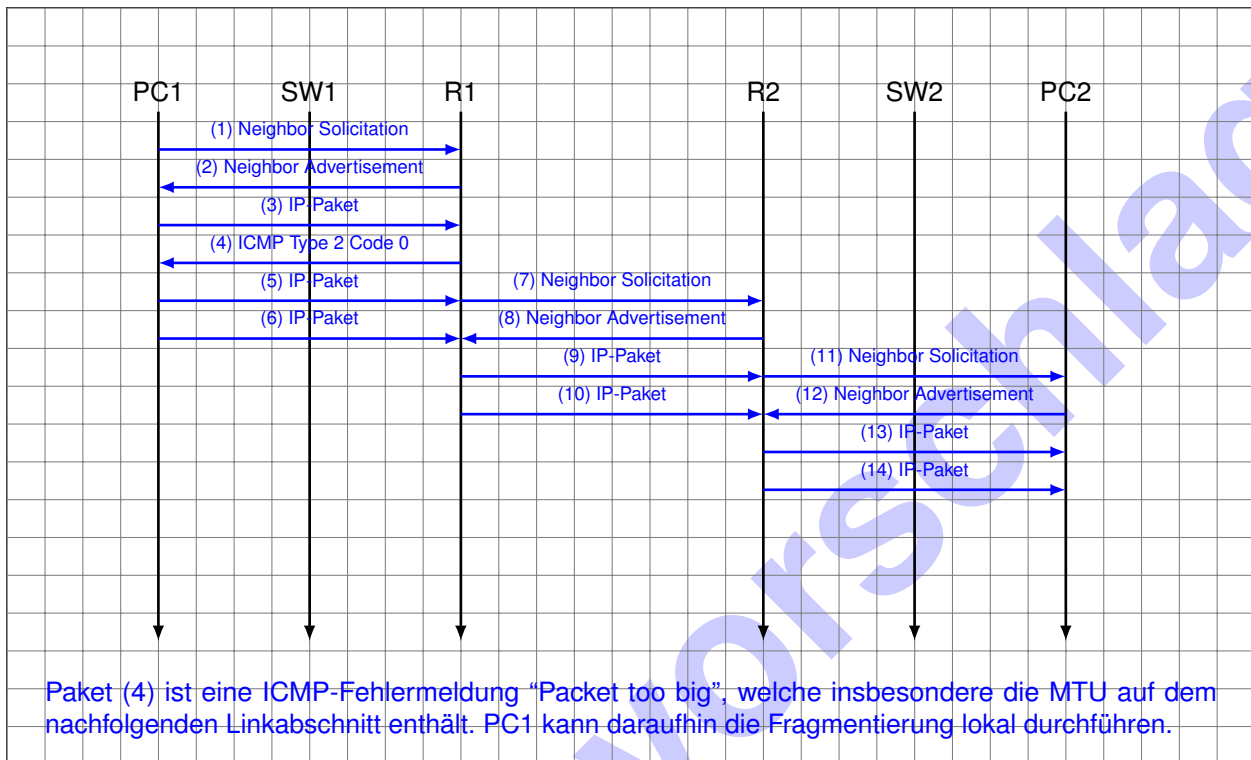 PC1 SW1 R1 R2 SW2 PC2
(1) Neighbor Solicitation
(2) Neighbor Advertisement
(3) IP-Paket
(4) ICMP Type 2 Code 0
(5) IP-Paket (7) Neighbor Solicitation
(6) IP-Paket (8) Neighbor Advertisement
(9) IP-Paket (11) Neighbor Solicitation
(10) IP-Paket (12) Neighbor Advertisement
(13) IP-Paket
(14) IP-Paket
Paket (4) ist eine ICMP-Fehlermeldung “Packet too big”, welche insbesondere die MTU auf dem
nachfolgenden Linkabschnitt enthält. PC1 kann daraufhin die Fragmentierung lokal durchführen.
vorschlag